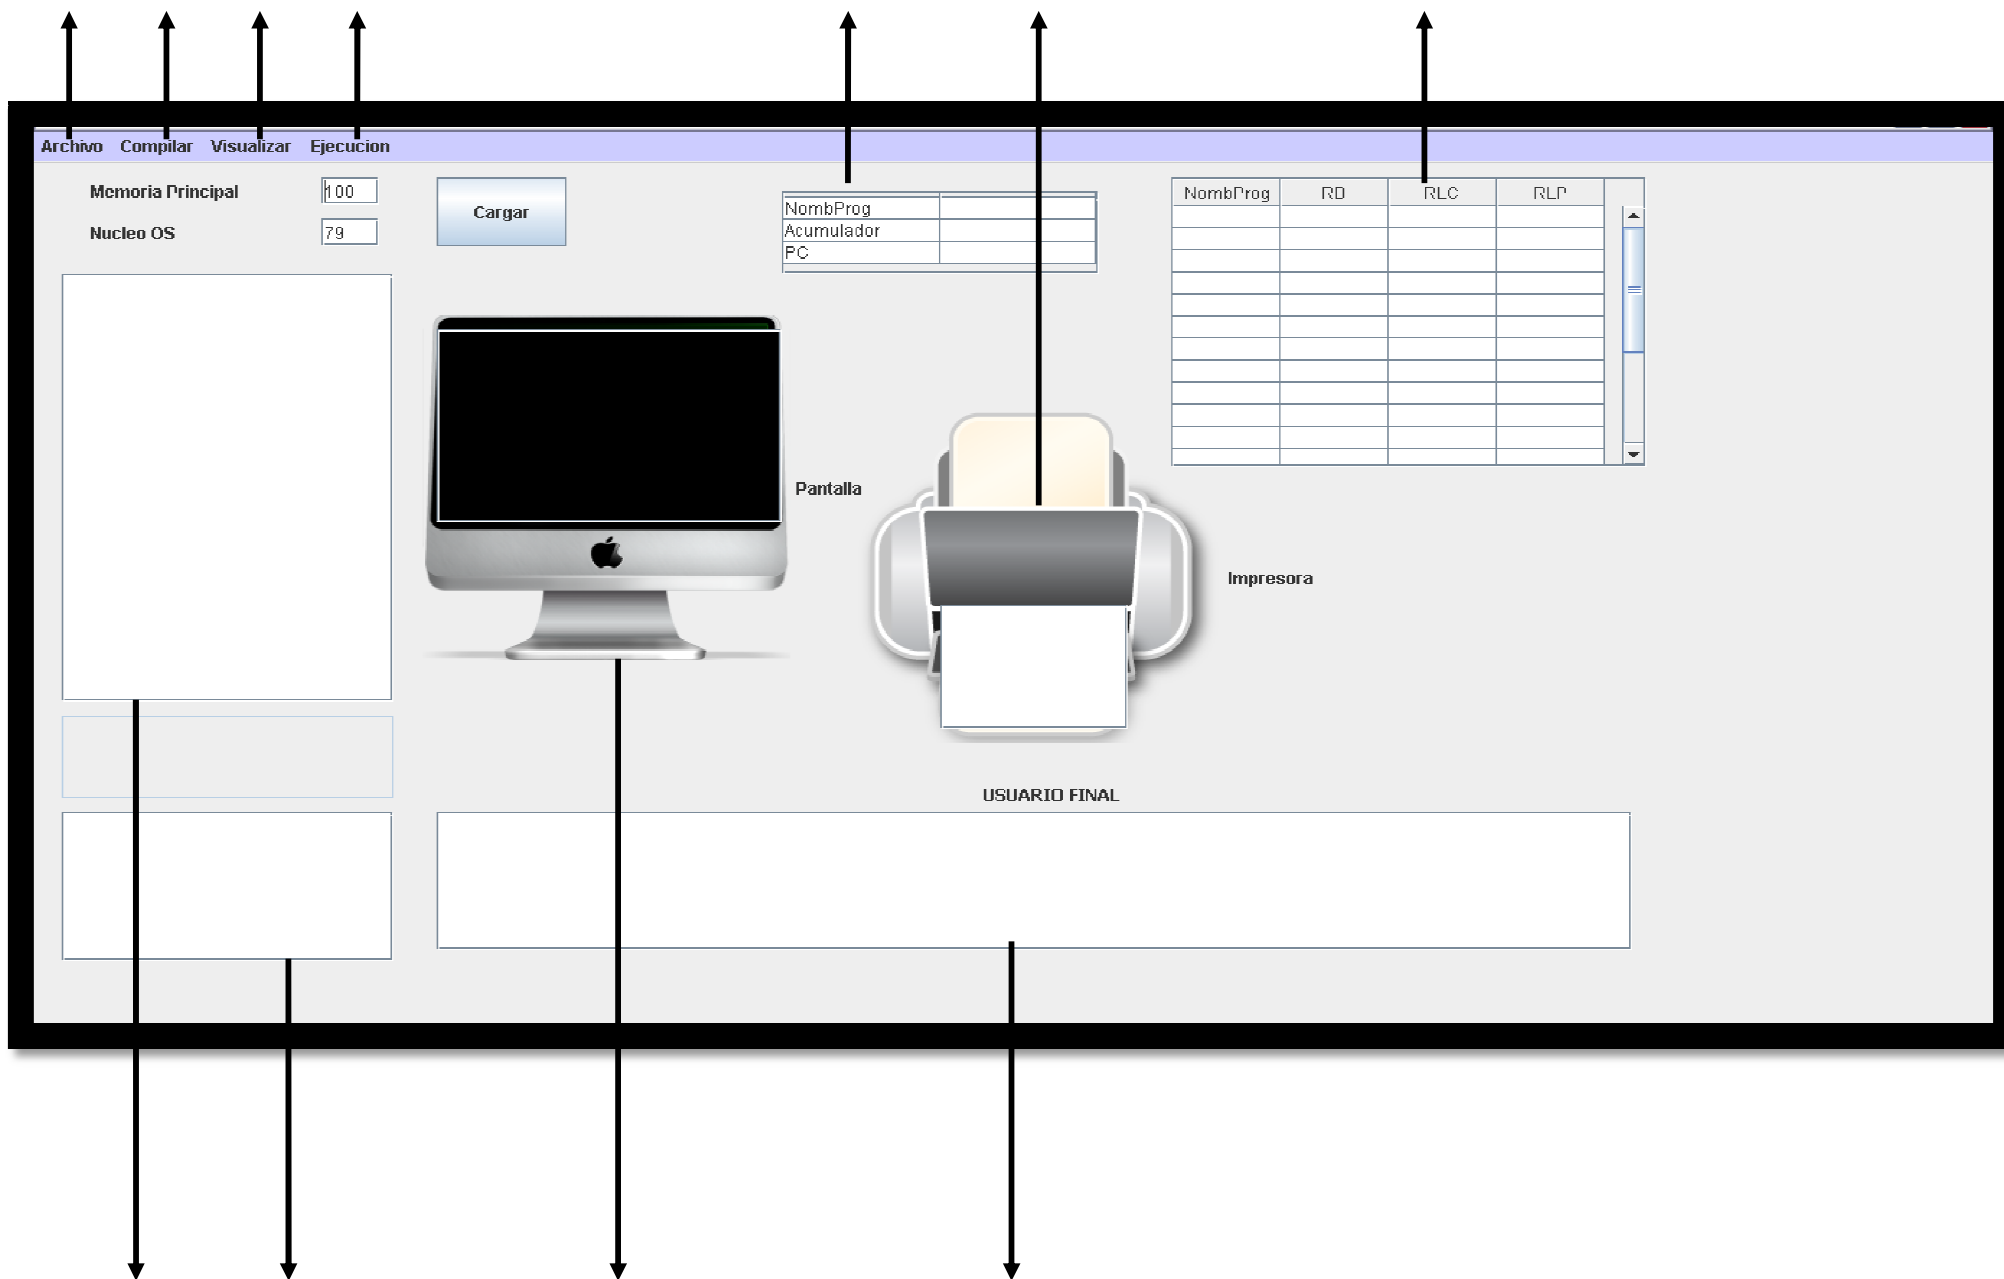 Archivo Compilar Visualizar Ejecucion
Memoria Principal 100
Nucleo OS 79
Cargar
NombProg
Acumulador
PC
NombProg RD RLC RLP
Pantalla
Impresora
USUARIO FINAL